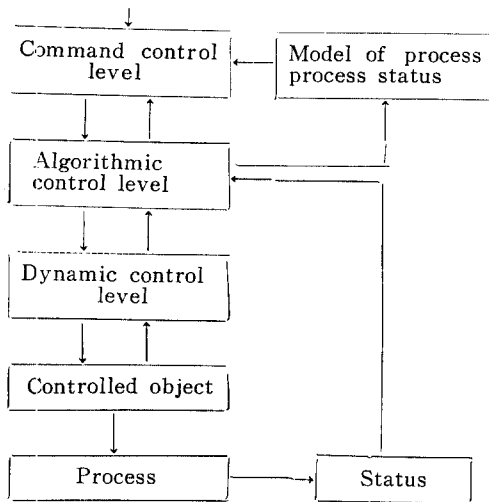 Command control
level
Model of process
process status
Algorithmic
control level
Dynamic control
level
Controlled object
Process
Status